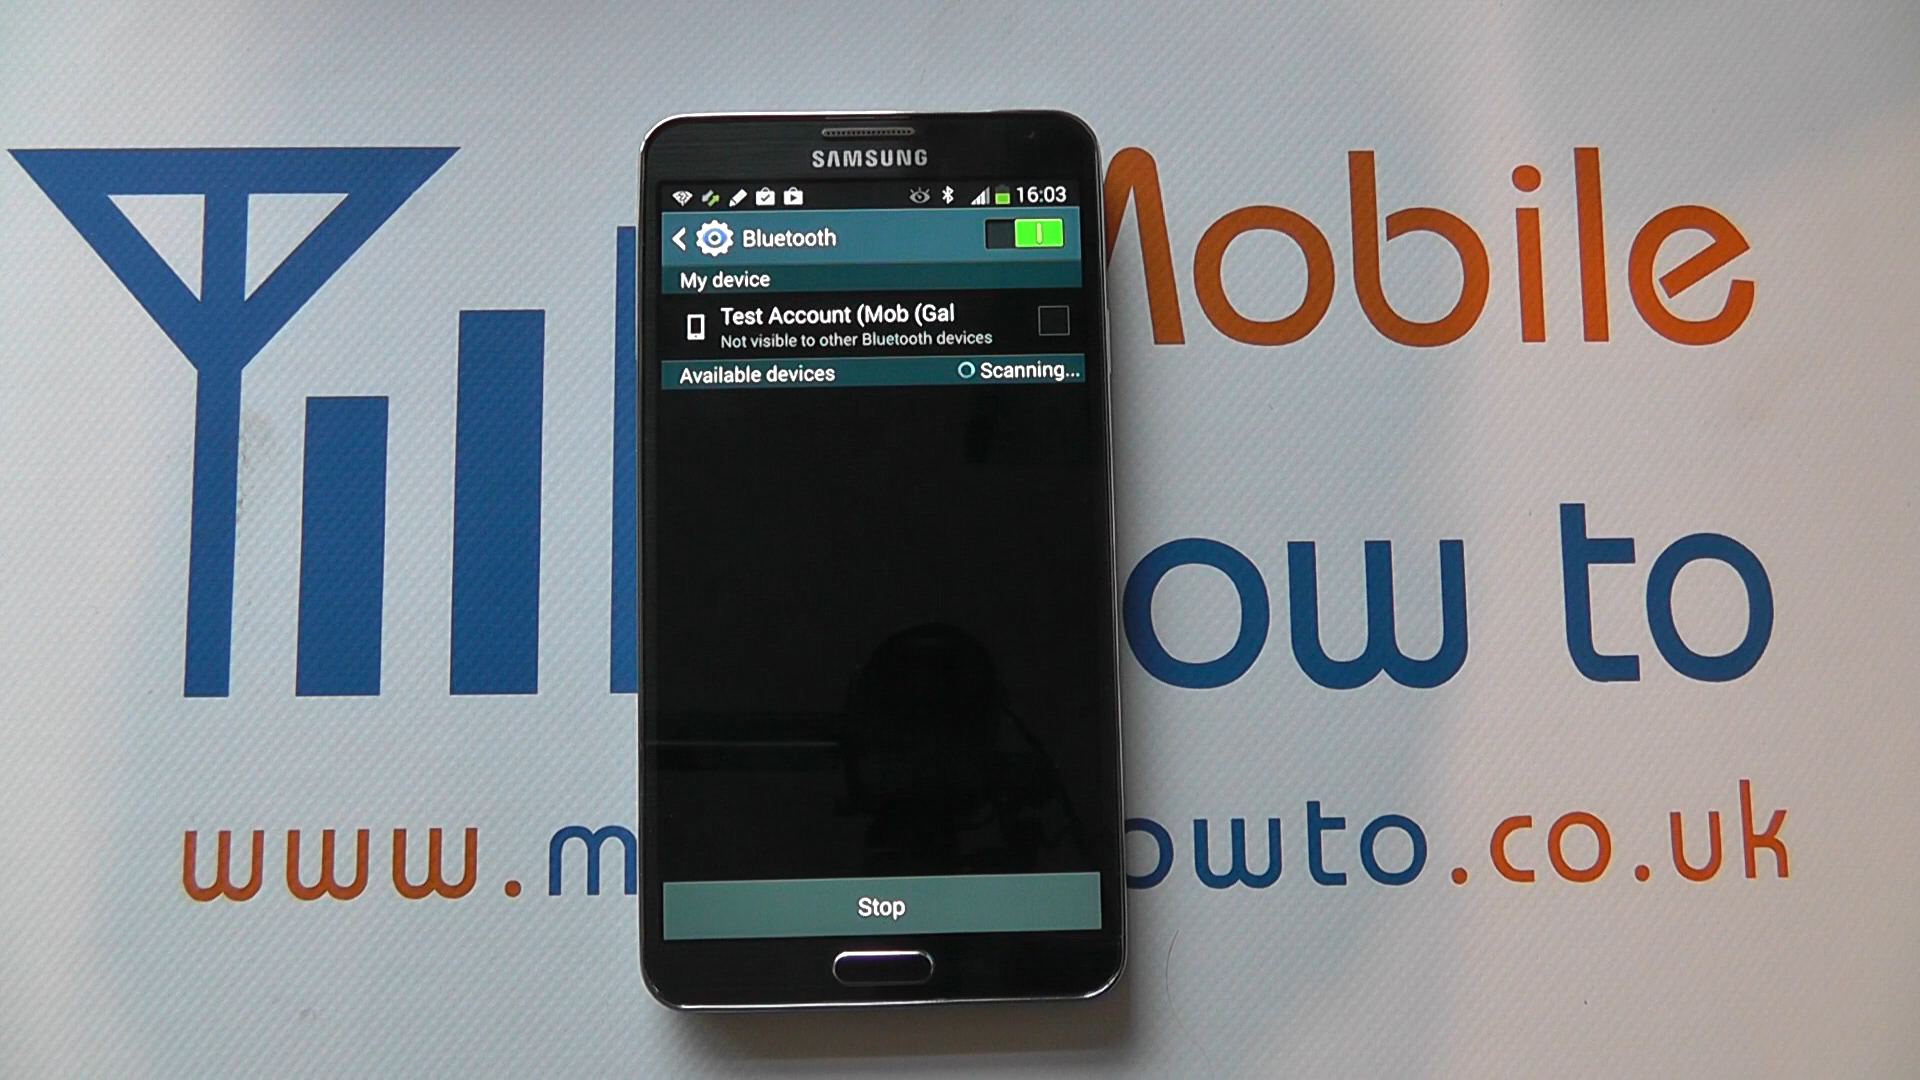 SAMSUNG
16:03
Bluetooth
My device
Test Account (Mob (Gal
Not visible to other Bluetooth devices
Available devices Scanning...
Stop
Mobile
ow to
www.m owto.co.uk